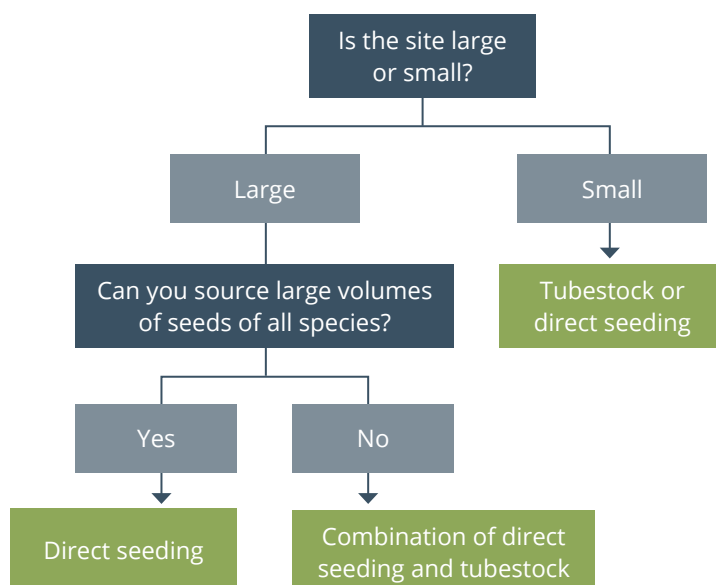 Is the site large
or small?
Large
Small
Can you source large volumes
of seeds of all species?
Tubestock or
direct seeding
Yes
No
Direct seeding
Combination of direct
seeding and tubestock